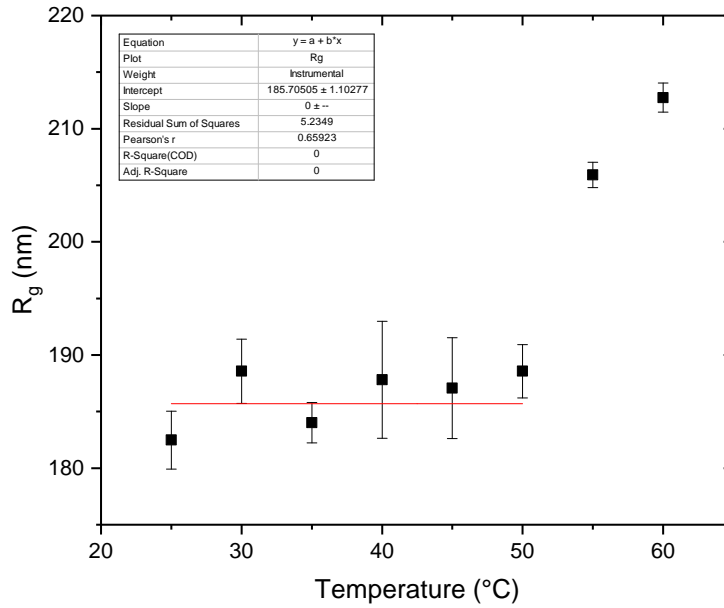 220
Equation y = a + b*x
Plot Rg
Weight Instrumental
Intercept 185.70505 ± 1.10277
Slope 0 ± --
Residual Sum of Squares 5.2349
Pearson's r 0.65923
R-Square(COD) 0
Adj. R-Square 0
210
200
190
180
Rg (nm)
20 30 40 50 60
Temperature (°C)